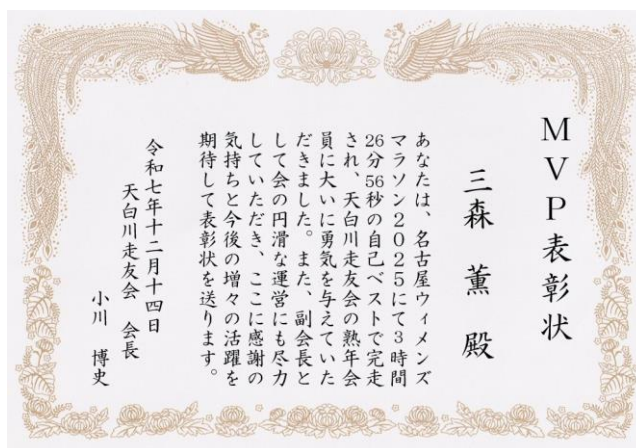 MVP表彰状
三森 薫 殿
あなたは、名古屋ウィメンズ
マラソン2025にて3時間
26分56秒の自己ベストで完走
され、天白川走友会の熟年会
員に大いに勇気を与えていた
だきました。また、副会長と
して会の円滑な運営にも尽力
していただき、ここに感謝の
気持ちと今後の増々の活躍を
期待して表彰状を送ります。
令和七年十二月十四日
天白川走友会 会長
小川 博史